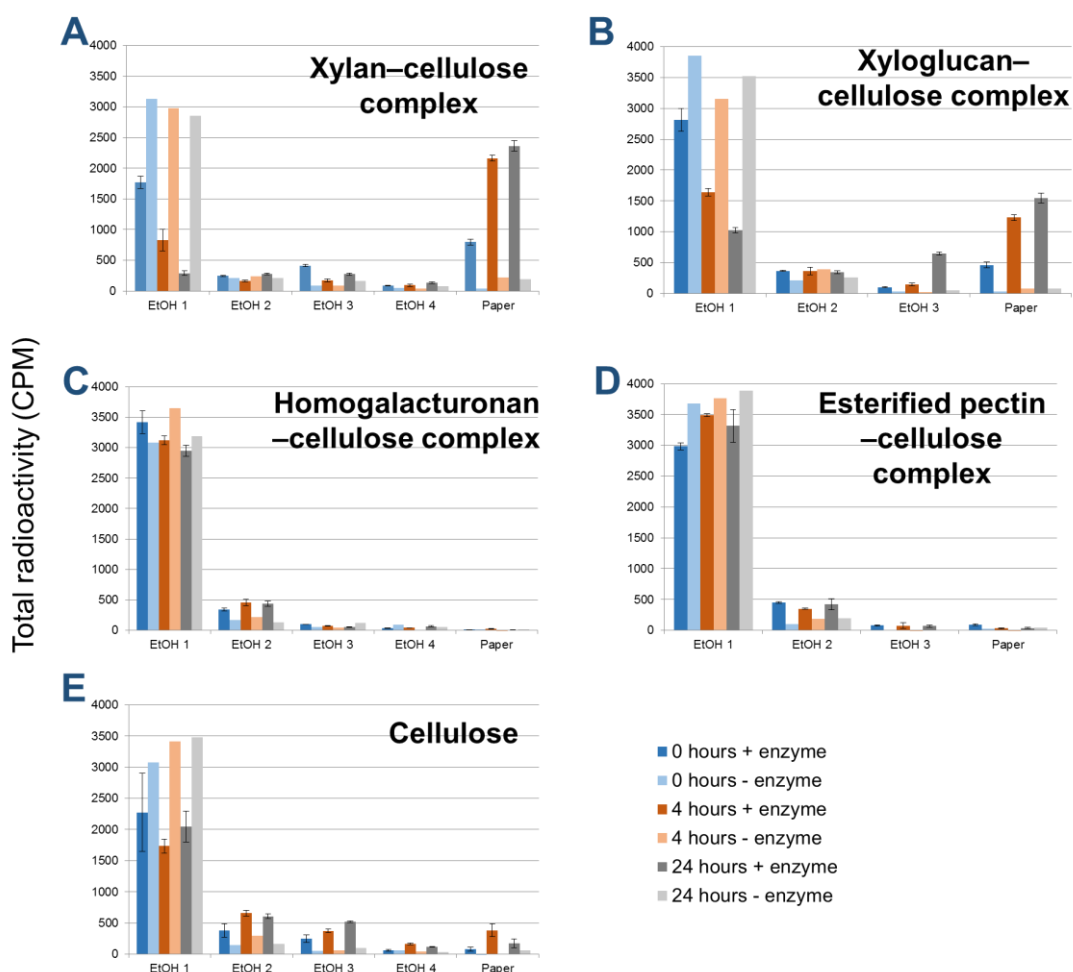 A
Xylan–cellulose
complex
4000
3500
3000
2500
2000
1500
1000
500
0
EtOH 1 EtOH 2 EtOH 3 EtOH 4 Paper
B
Xyloglucan–
cellulose complex
4000
3500
3000
2500
2000
1500
1000
500
0
EtOH 1 EtOH 2 EtOH 3 Paper
Total radioactivity (CPM)
C
Homogalacturonan
–cellulose complex
4000
3500
3000
2500
2000
1500
1000
500
0
EtOH 1 EtOH 2 EtOH 3 EtOH 4 Paper
D
Esterified pectin
–cellulose
complex
4000
3500
3000
2500
2000
1500
1000
500
0
EtOH 1 EtOH 2 EtOH 3 Paper
E
Cellulose
4000
3500
3000
2500
2000
1500
1000
500
0
EtOH 1 EtOH 2 EtOH 3 EtOH 4 Paper
0 hours + enzyme
0 hours - enzyme
4 hours + enzyme
4 hours - enzyme
24 hours + enzyme
24 hours - enzyme